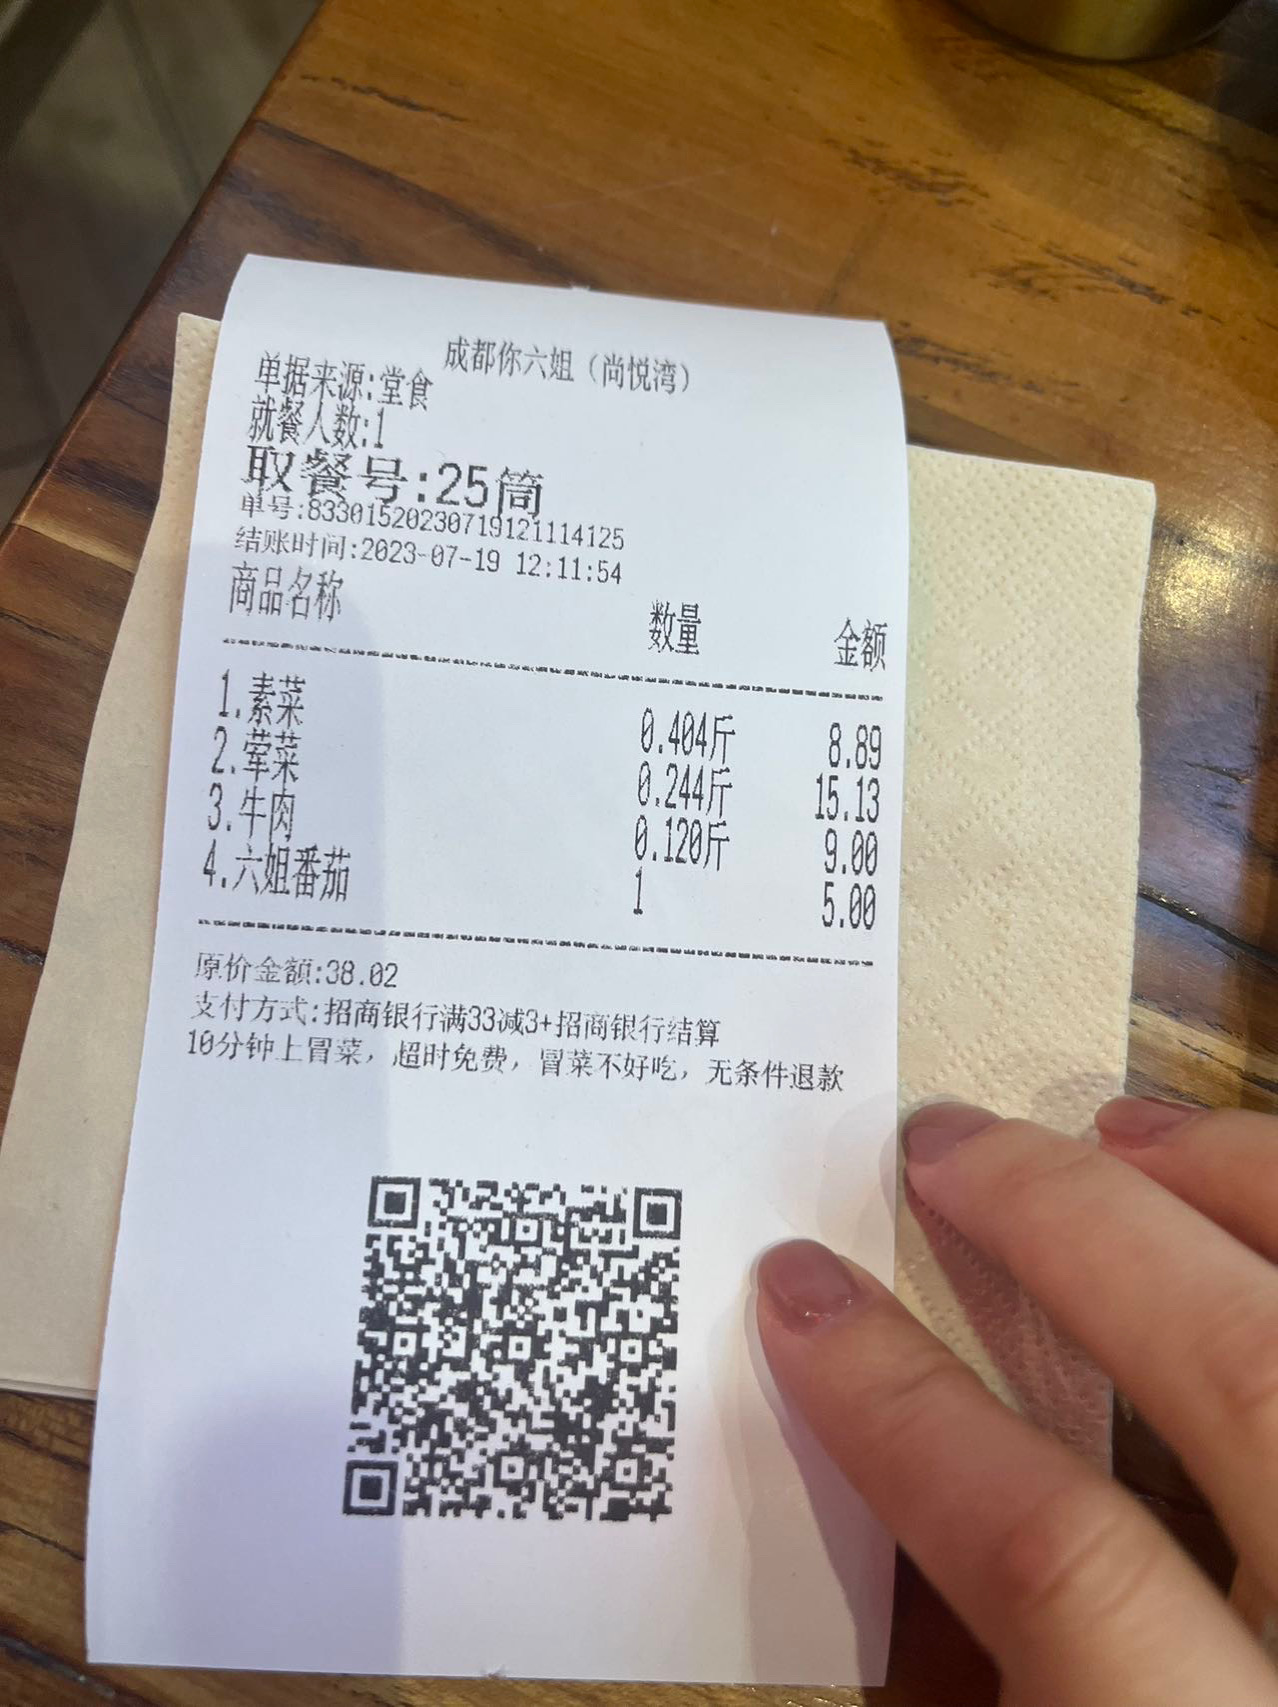 成都你六姐（尚悦湾）
单据来源:堂食
就餐人数:1
取餐号:25筒
单号:833015202307191211​14125
结账时间:2023-07-19 12:11:54
商品名称 数量 金额
1.素菜 0.404斤 8.89
2.荤菜 0.244斤 15.13
3.牛肉 0.120斤 9.00
4.六姐番茄 1 5.00
原价金额:38.02
支付方式:招商银行满33减3+招商银行结算
10分钟上冒菜，超时免费，冒菜不好吃，无条件退款